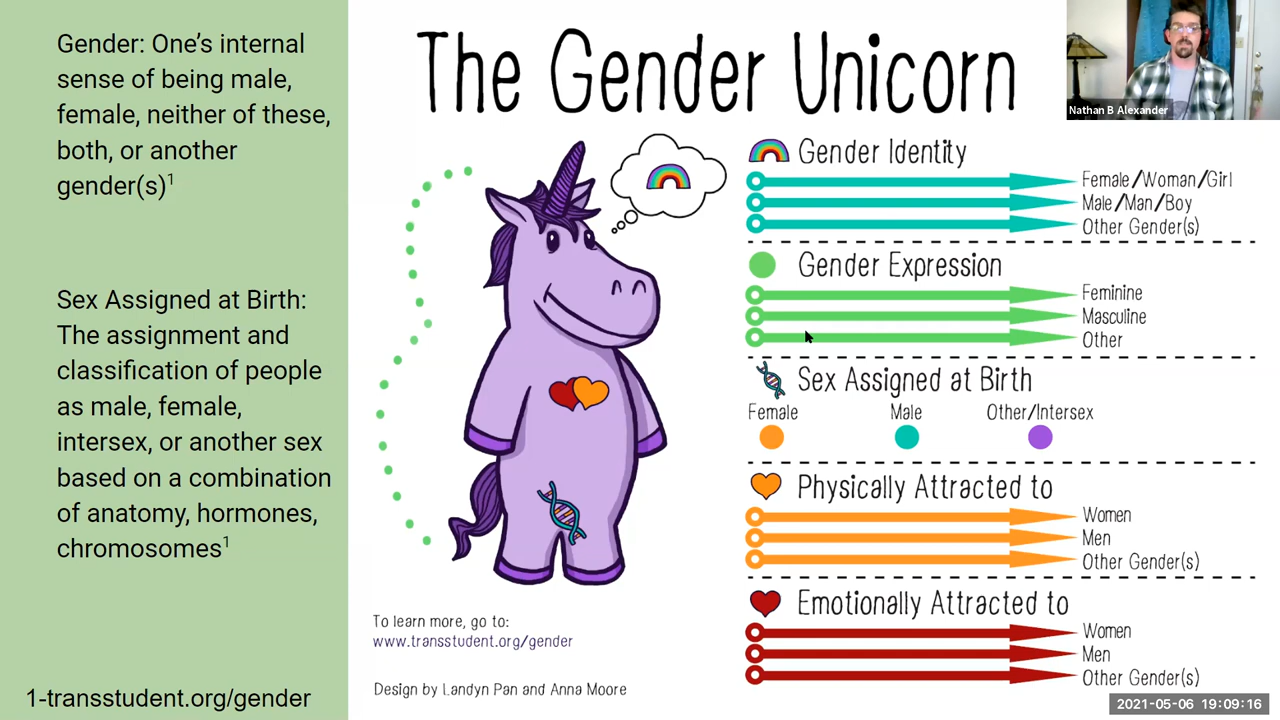 Gender: One's internal
sense of being male,
female, neither of these,
both, or another
gender(s)1
Sex Assigned at Birth:
The assignment and
classification of people
as male, female,
intersex, or another sex
based on a combination
of anatomy, hormones,
chromosomes1
1-transstudent.org/gender
The Gender Unicorn
To learn more, go to:
www.transstudent.org/gender
Design by Landyn Pan and Anna Moore
Gender Identity
Female/Woman/Girl
Male/Man/Boy
Other Gender(s)
Gender Expression
Feminine
Masculine
Other
Sex Assigned at Birth
Female Male Other/Intersex
Physically Attracted to
Women
Men
Other Gender(s)
Emotionally Attracted to
Women
Men
Other Gender(s)
Nathan B Alexander
2021-05-06 19:09:16